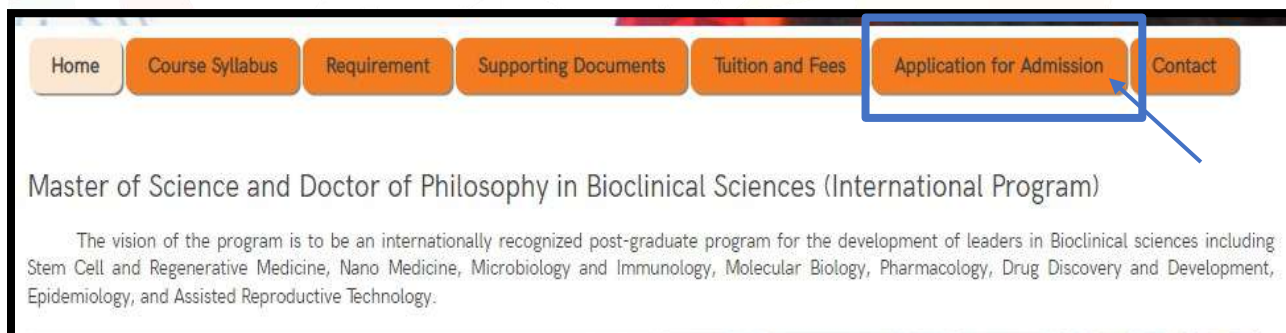 Home Course Syllabus Requirement Supporting Documents Tuition and Fees Application for Admission Contact
Master of Science and Doctor of Philosophy in Bioclinical Sciences (International Program)
The vision of the program is to be an internationally recognized post-graduate program for the development of leaders in Bioclinical sciences including
Stem Cell and Regenerative Medicine, Nano Medicine, Microbiology and Immunology, Molecular Biology, Pharmacology, Drug Discovery and Development,
Epidemiology, and Assisted Reproductive Technology.